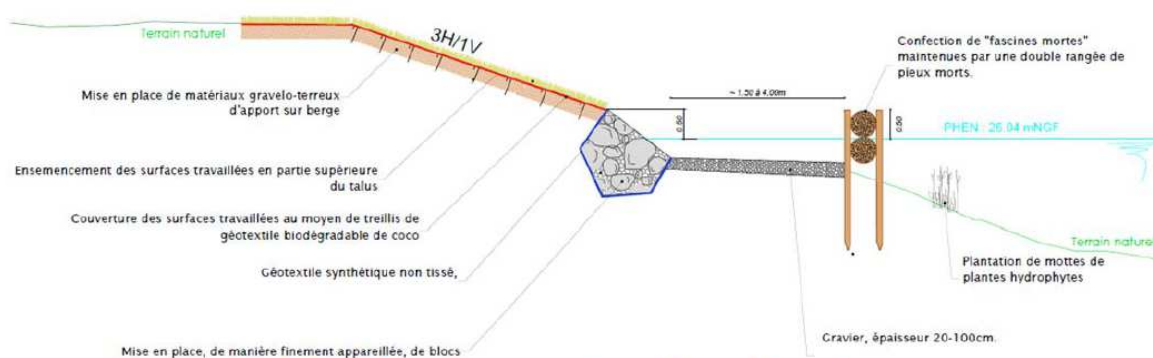 Terrain naturel
3H/1V
Confection de "fascines mortes"
maintenues par une double rangée de
pieux morts.
Mise en place de matériaux gravelo-terreux
d'apport sur berge
~ 1.50 à 4.00m
0.50
0.50
PHEN : 26.04 mNGF
Ensemencement des surfaces travaillées en partie supérieure
du talus
Couverture des surfaces travaillées au moyen de treillis de
géotextile biodégradable de coco
Terrain naturel
Géotextile synthétique non tissé,
Plantation de mottes de
plantes hydrophytes
Gravier, épaisseur 20-100cm.
Mise en place, de manière finement appareillée, de blocs